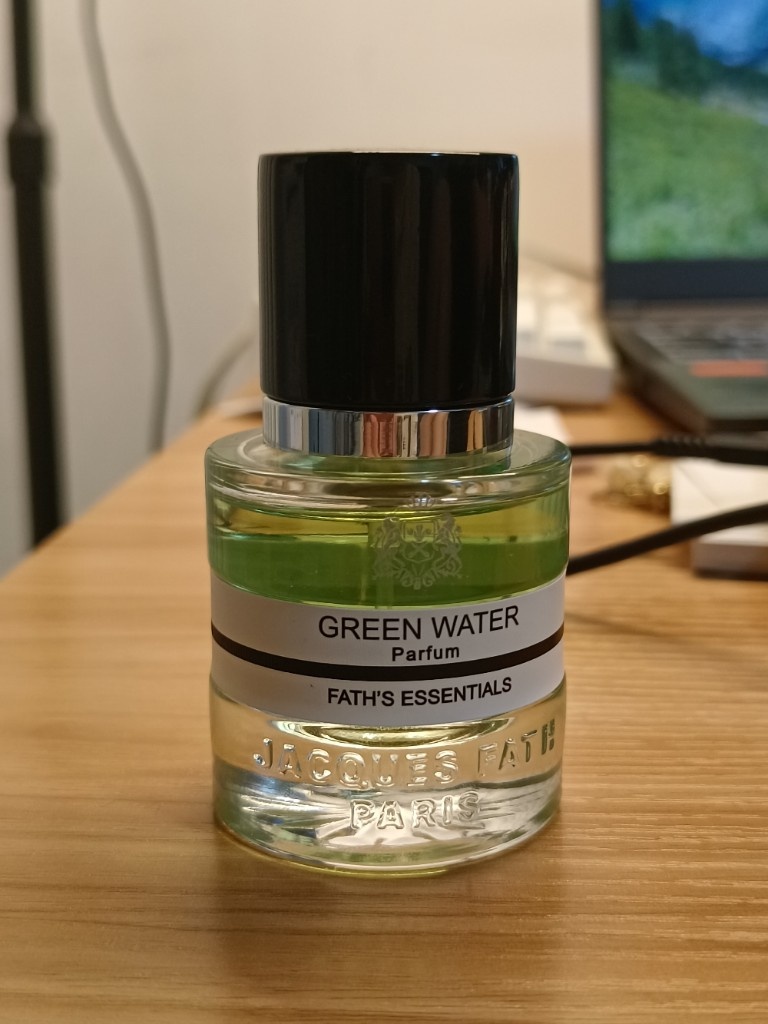 GREEN WATER
Parfum
FATH'S ESSENTIALS
JACQUES FATH
PARIS